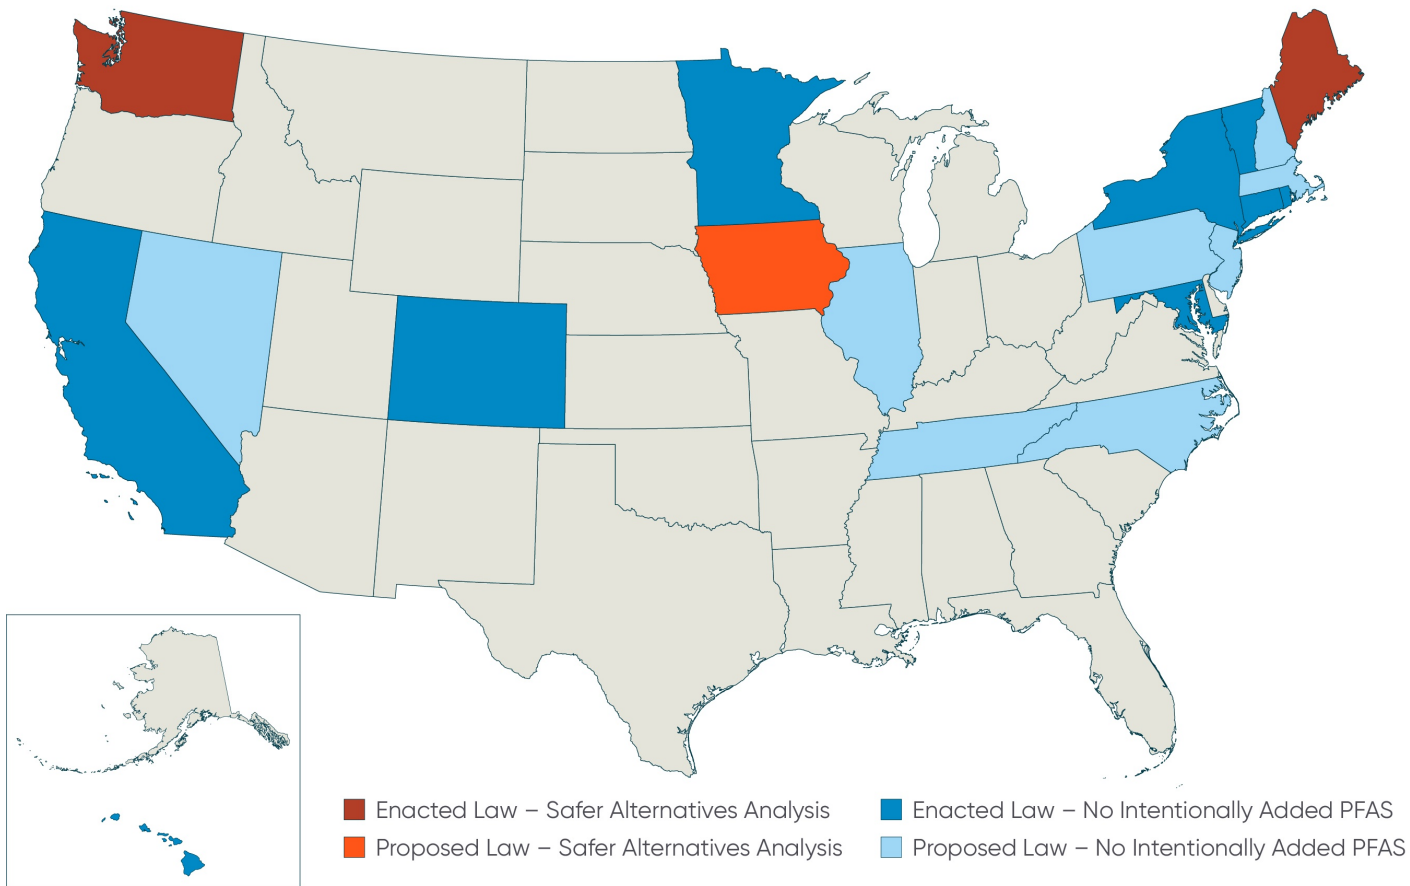 Enacted Law – Safer Alternatives Analysis
Proposed Law – Safer Alternatives Analysis
Enacted Law – No Intentionally Added PFAS
Proposed Law – No Intentionally Added PFAS